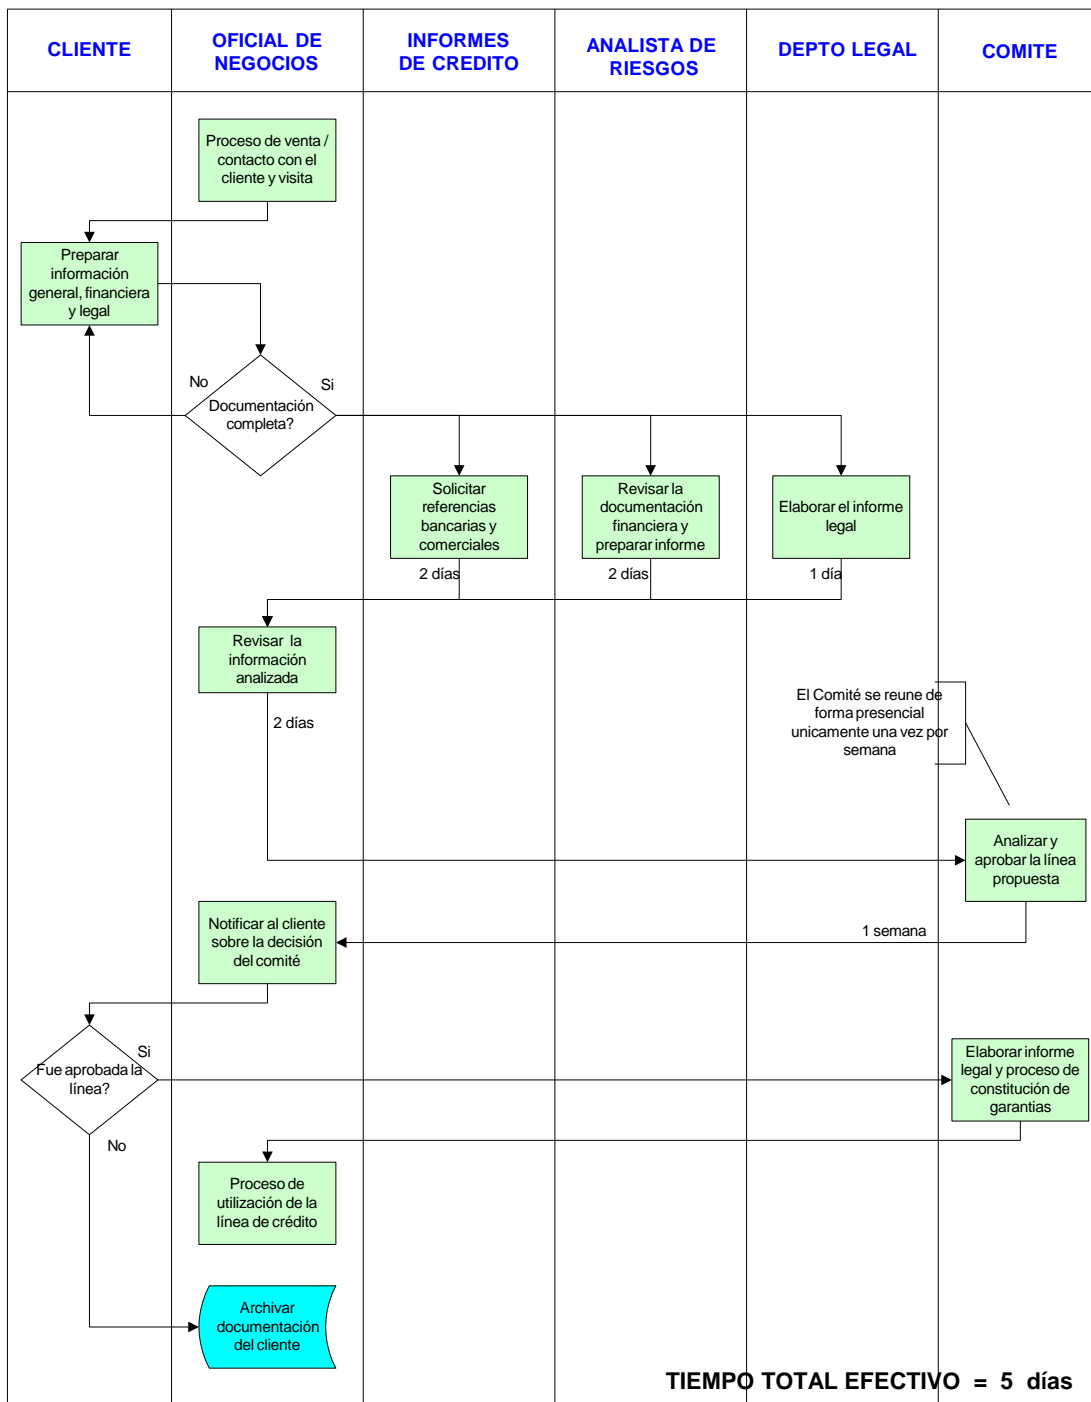 CLIENTE
OFICIAL DE
NEGOCIOS
INFORMES
DE CREDITO
ANALISTA DE
RIESGOS
DEPTO LEGAL
COMITE
Proceso de venta /
contacto con el
cliente y visita
Preparar
información
general, financiera
y legal
No
Si
Documentación
completa?
Solicitar
referencias
bancarias y
comerciales
Revisar la
documentación
financiera y
preparar informe
Elaborar el informe
legal
2 días
2 días
1 día
Revisar la
información
analizada
2 días
El Comité se reune de
forma presencial
unicamente una vez por
semana
Analizar y
aprobar la línea
propuesta
Notificar al cliente
sobre la decisión
del comité
1 semana
Si
Fue aprobada la
línea?
No
Elaborar informe
legal y proceso de
constitución de
garantias
Proceso de
utilización de la
línea de crédito
Archivar
documentación
del cliente
TIEMPO TOTAL EFECTIVO = 5 días